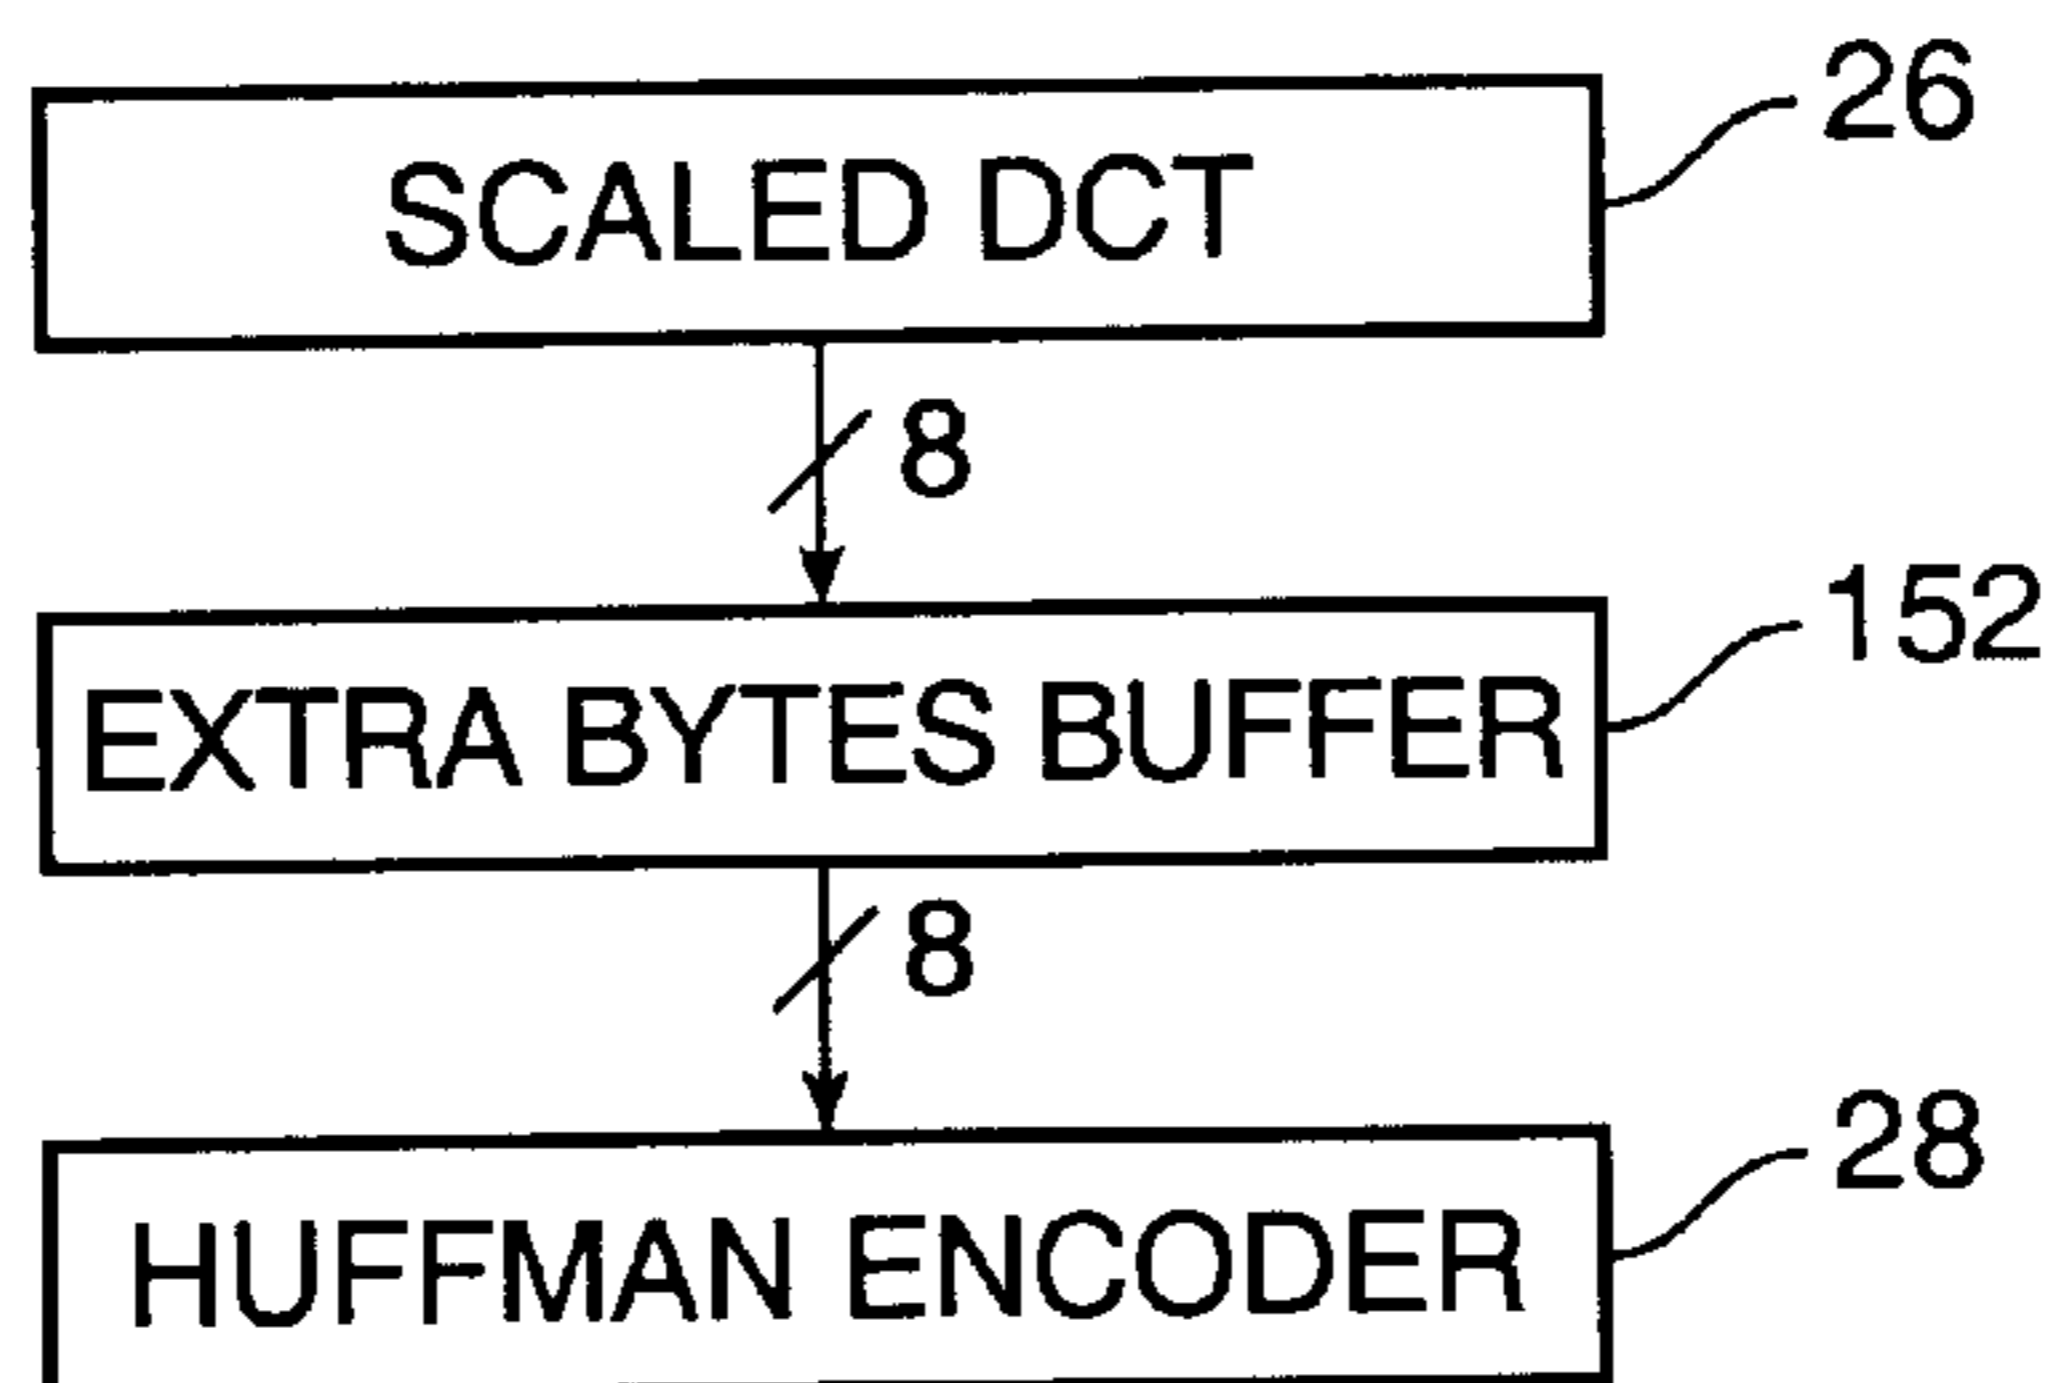 26
SCALED DCT
8
152
EXTRA BYTES BUFFER
8
28
HUFFMAN ENCODER